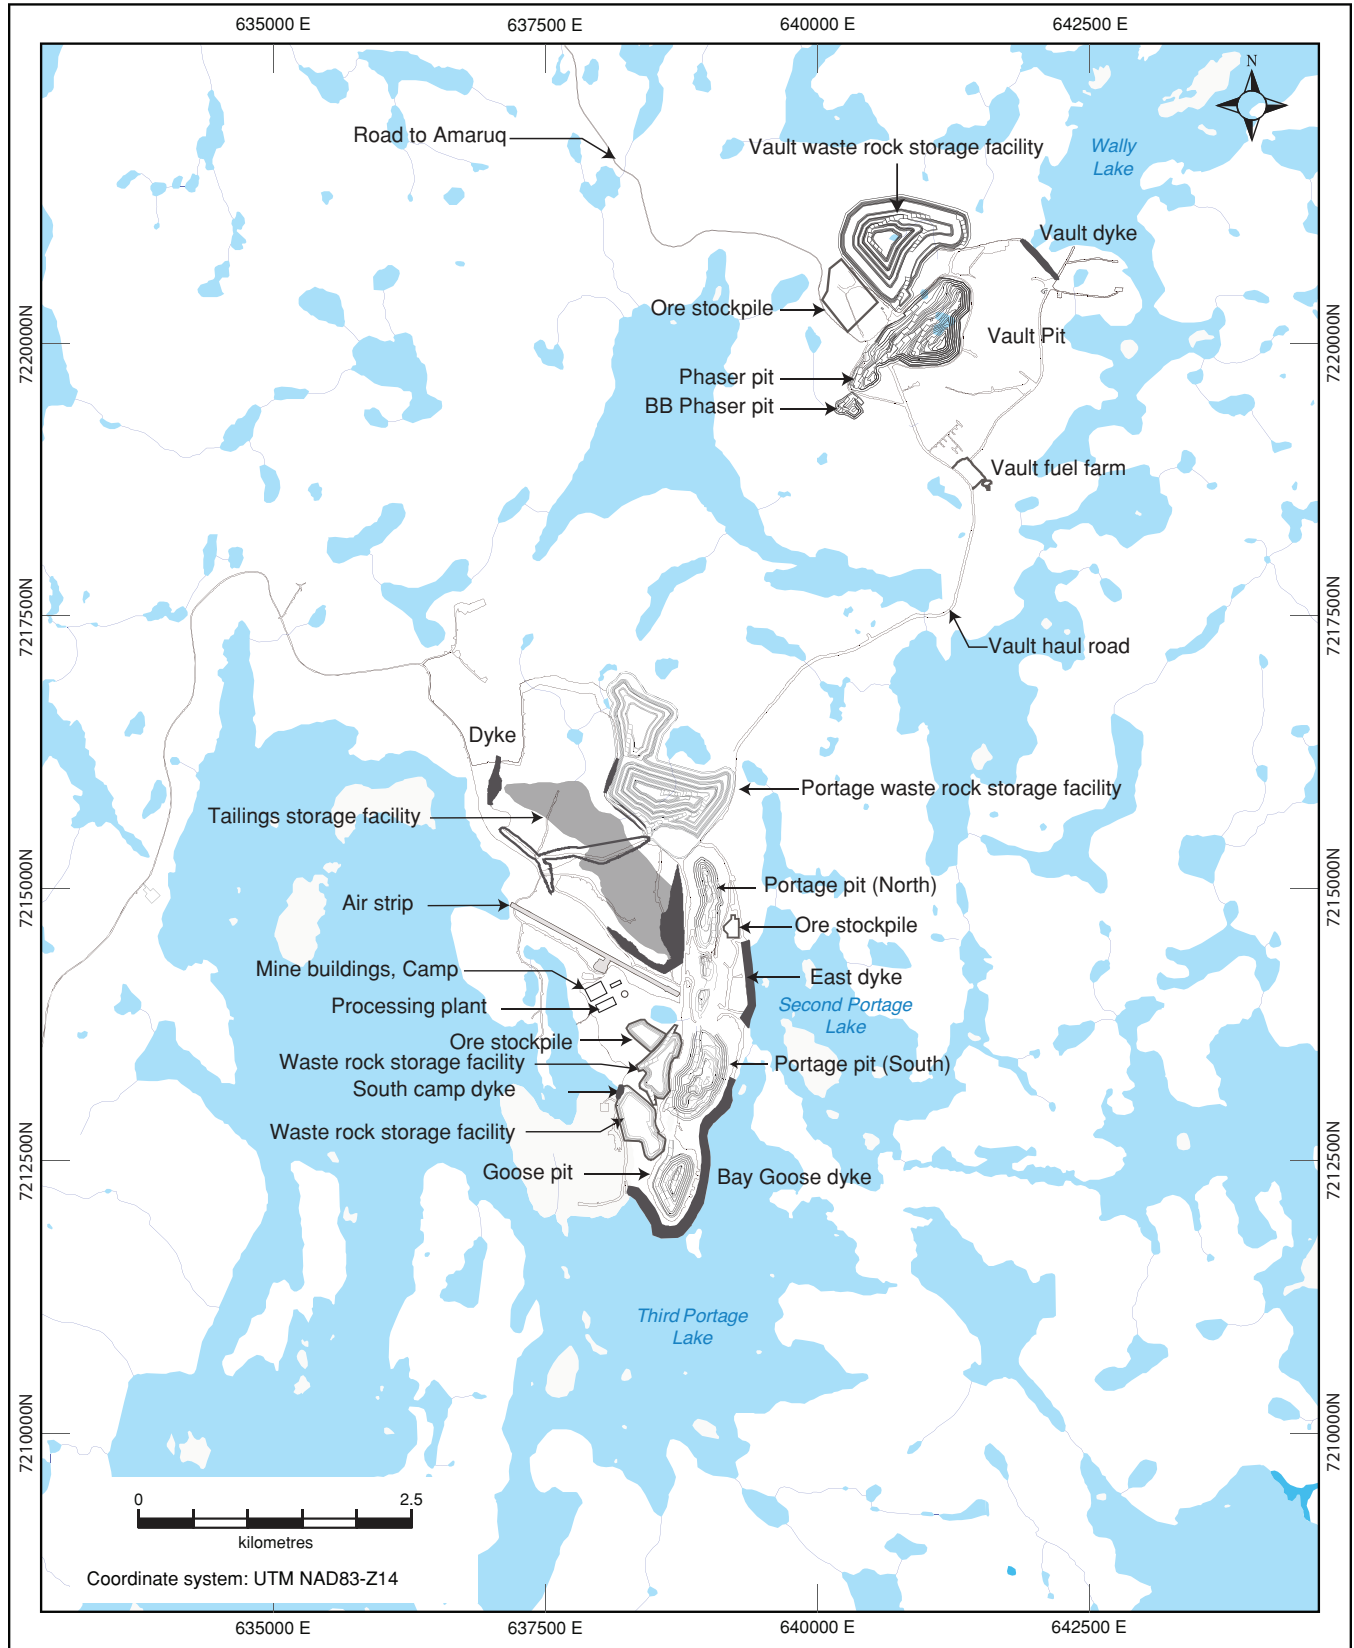 635000 E
637500 E
640000 E
642500 E
N
Road to Amaruq
Vault waste rock storage facility
Wally
Lake
Vault dyke
Ore stockpile
Vault Pit
7220000N
7220000N
Phaser pit
BB Phaser pit
Vault fuel farm
7217500N
7217500N
Vault haul road
Dyke
Portage waste rock storage facility
Tailings storage facility
7215000N
7215000N
Portage pit (North)
Air strip
Ore stockpile
Mine buildings, Camp
East dyke
Processing plant
Second Portage
Lake
Ore stockpile
Waste rock storage facility
Portage pit (South)
South camp dyke
Waste rock storage facility
7212500N
7212500N
Goose pit
Bay Goose dyke
Third Portage
Lake
7210000N
7210000N
0
2.5
kilometres
Coordinate system: UTM NAD83-Z14
635000 E
637500 E
640000 E
642500 E